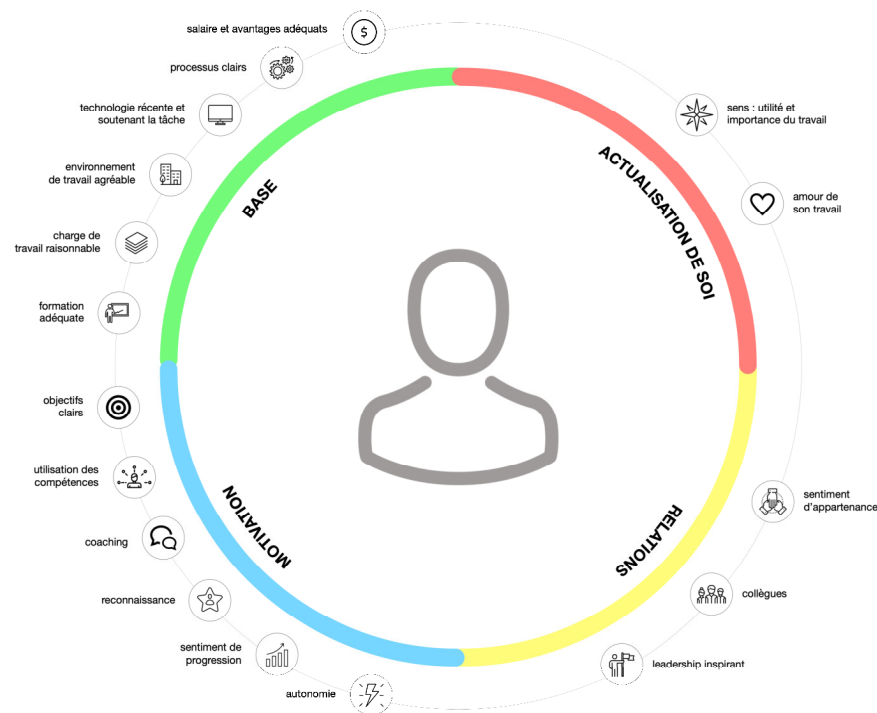 salaire et avantages adéquats
processus clairs
technologie récente et
soutenant la tâche
environnement
de travail agréable
charge de
travail raisonnable
formation
adéquate
objectifs
clairs
utilisation des
compétences
coaching
reconnaissance
sentiment de
progression
autonomie
BASE
MOTIVATION
ACTUALISATION DE SOI
RELATIONS
sens : utilité et
importance du travail
amour de
son travail
sentiment
d'appartenance
collègues
leadership inspirant
$